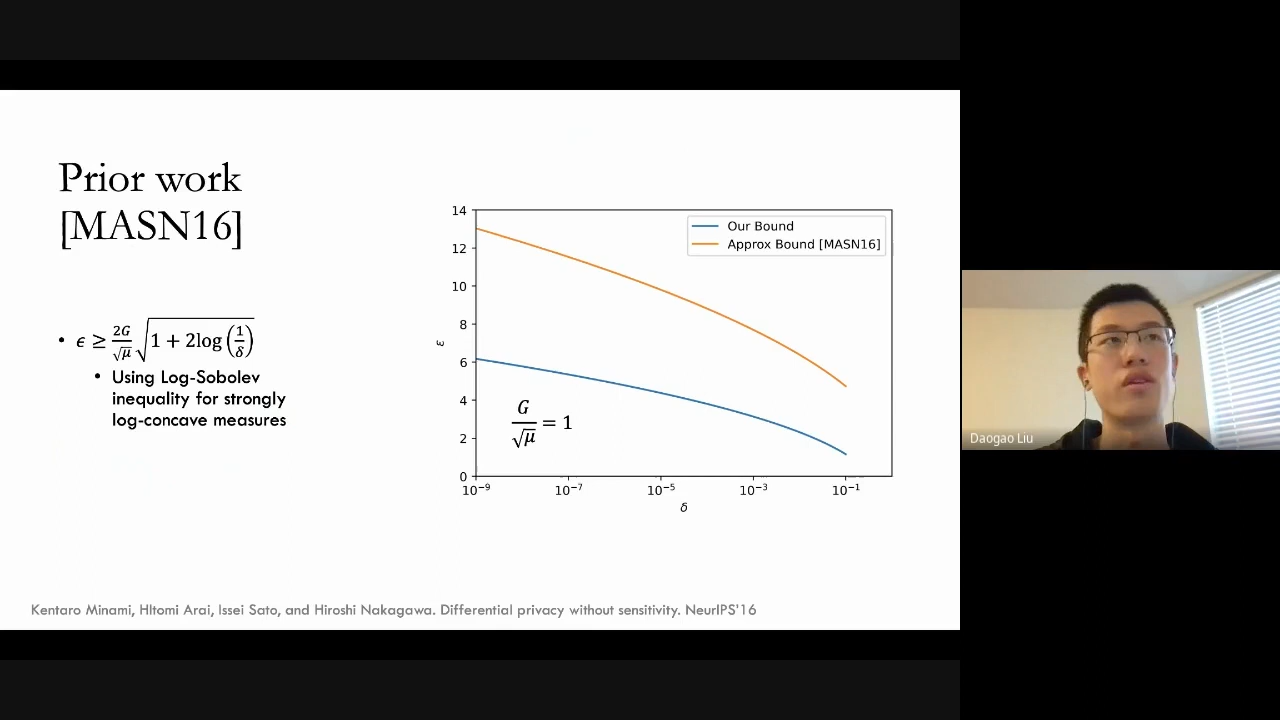 Prior work
[MASN16]
• ϵ ≥ 2G/√μ √(1 + 2log(1/δ))
• Using Log-Sobolev
inequality for strongly
log-concave measures
14
12
10
8
6
4
2
0
ε
Our Bound
Approx Bound [MASN16]
G/√μ = 1
10⁻⁹ 10⁻⁷ 10⁻⁵ 10⁻³ 10⁻¹
δ
Kentaro Minami, HItomi Arai, Issei Sato, and Hiroshi Nakagawa. Differential privacy without sensitivity. NeurIPS'16
Daogao Liu